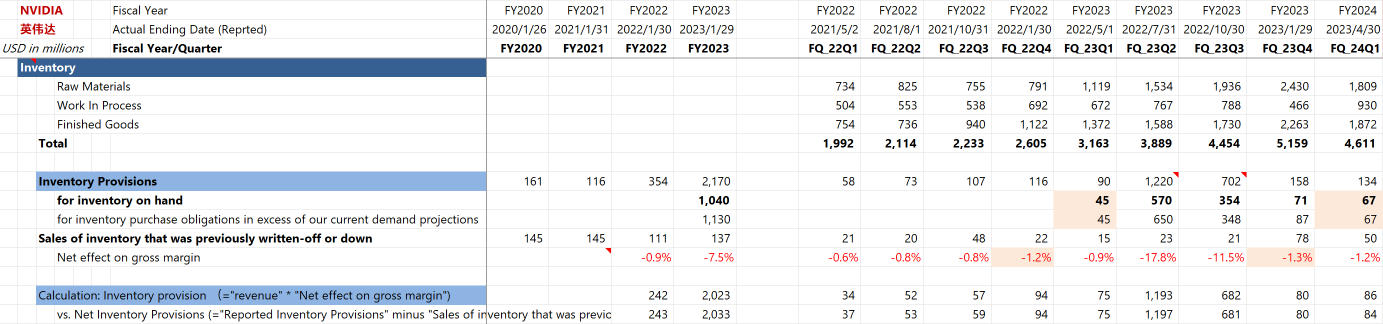 NVIDIA Fiscal Year FY2020 FY2021 FY2022 FY2023 FY2022 FY2022 FY2022 FY2022 FY2023 FY2023 FY2023 FY2023 FY2024
英伟达 Actual Ending Date (Reprted) 2020/1/26 2021/1/31 2022/1/30 2023/1/29 2021/5/2 2021/8/1 2021/10/31 2022/1/30 2022/5/1 2022/7/31 2022/10/30 2023/1/29 2023/4/30
USD in millions Fiscal Year/Quarter FY2020 FY2021 FY2022 FY2023 FQ_22Q1 FQ_22Q2 FQ_22Q3 FQ_22Q4 FQ_23Q1 FQ_23Q2 FQ_23Q3 FQ_23Q4 FQ_24Q1
Inventory
Raw Materials 734 825 755 791 1,119 1,534 1,936 2,430 1,809
Work In Process 504 553 538 692 672 767 788 466 930
Finished Goods 754 736 940 1,122 1,372 1,588 1,730 2,263 1,872
Total 1,992 2,114 2,233 2,605 3,163 3,889 4,454 5,159 4,611
Inventory Provisions 161 116 354 2,170 58 73 107 116 90 1,220 702 158 134
for inventory on hand 1,040 45 570 354 71 67
for inventory purchase obligations in excess of our current demand projections 1,130 45 650 348 87 67
Sales of inventory that was previously written-off or down 145 145 111 137 21 20 48 22 15 23 21 78 50
Net effect on gross margin -0.9% -7.5% -0.6% -0.8% -0.8% -1.2% -0.9% -17.8% -11.5% -1.3% -1.2%
Calculation: Inventory provision （="revenue" * "Net effect on gross margin") 242 2,023 34 52 57 94 75 1,193 682 80 86
vs. Net Inventory Provisions (="Reported Inventory Provisions" minus "Sales of inventory that was previo 243 2,033 37 53 59 94 75 1,197 681 80 84